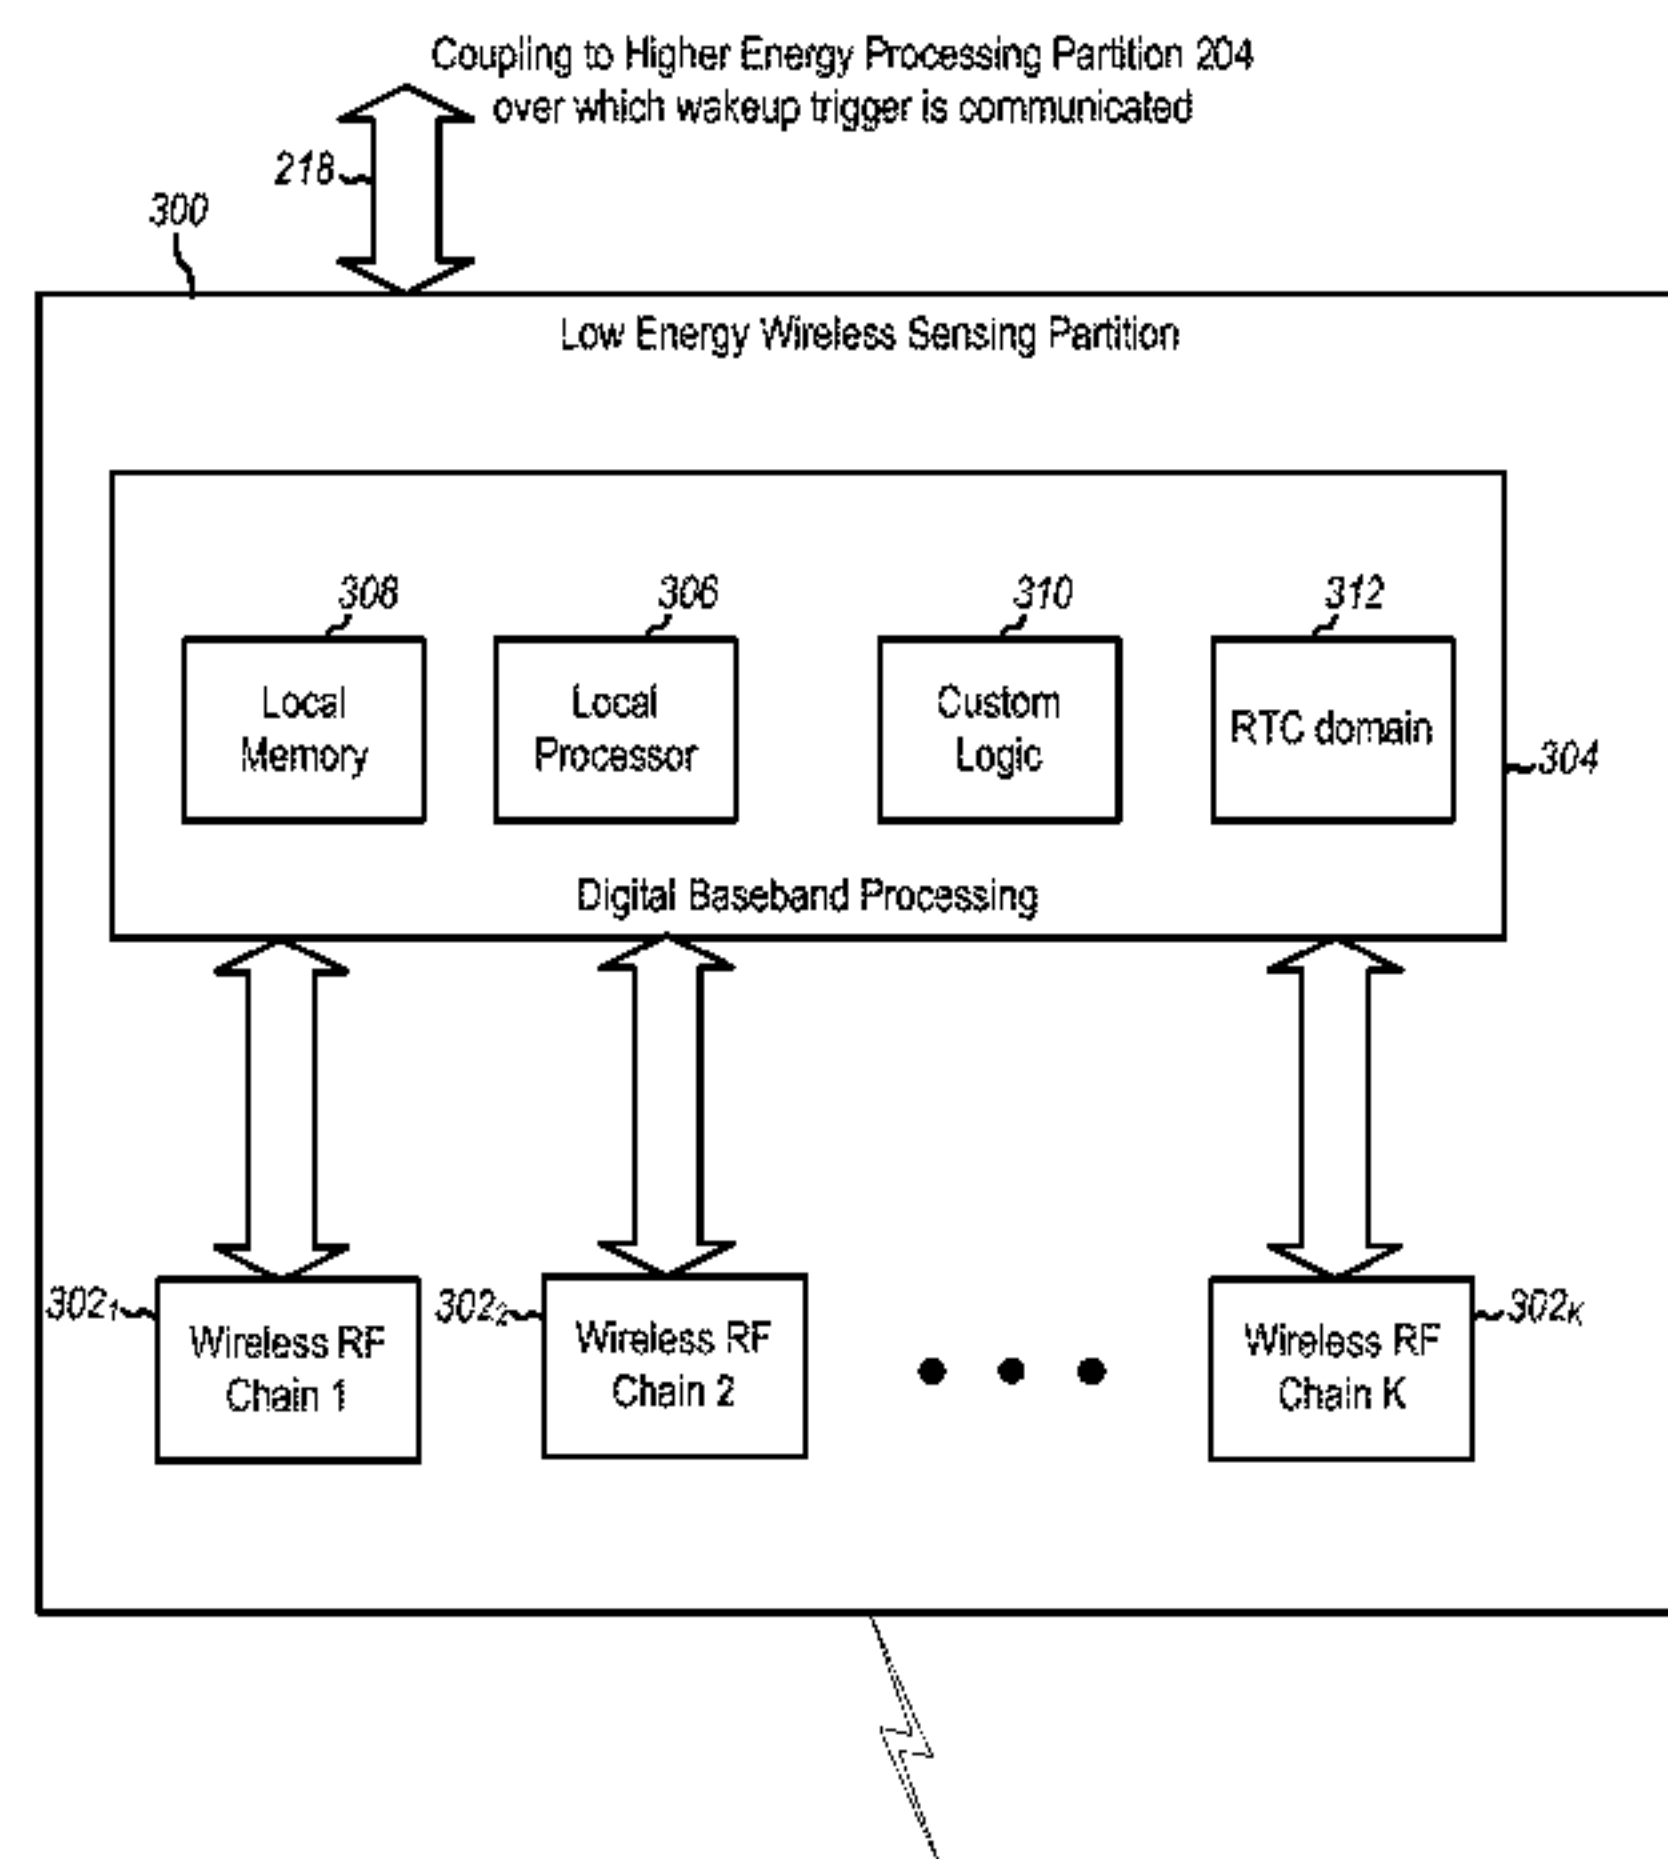 Coupling to Higher Energy Processing Partition 204
over which wakeup trigger is communicated
218
300
Low Energy Wireless Sensing Partition
308
306
310
312
Local
Memory
Local
Processor
Custom
Logic
RTC domain
304
Digital Baseband Processing
302₁
Wireless RF
Chain 1
302₂
Wireless RF
Chain 2
302K
Wireless RF
Chain K